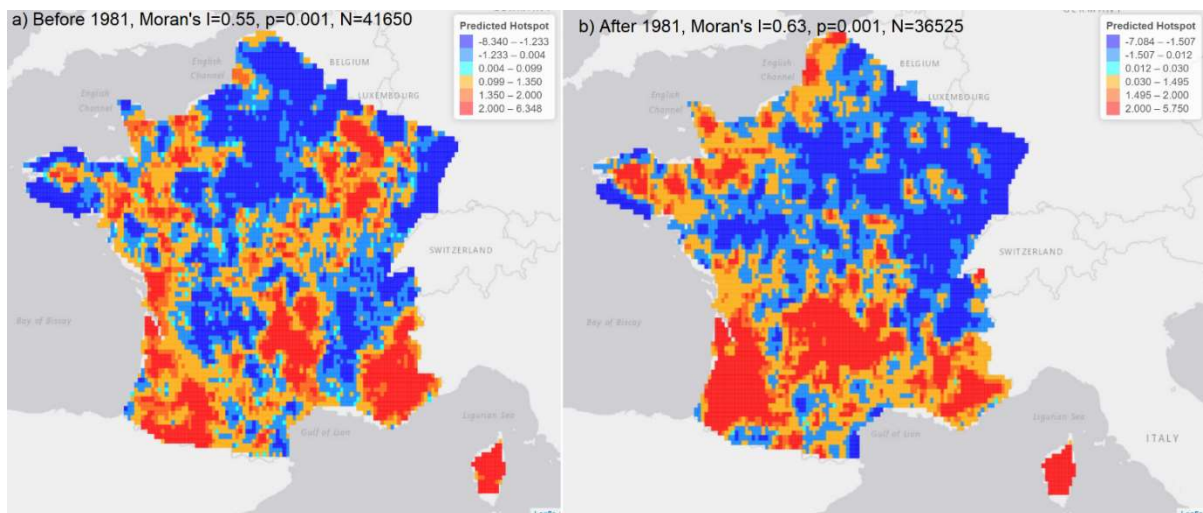 a) Before 1981, Moran's I=0.55, p=0.001, N=41650
Predicted Hotspot
-8.340 – -1.233
-1.233 – 0.004
0.004 – 0.099
0.099 – 1.350
1.350 – 2.000
2.000 – 6.348
English
Channel
BELGIUM
LUXEMBOURG
English
Channel
SWITZERLAND
Bay of Biscay
Ligurian Sea
Gulf of Lion
b) After 1981, Moran's I=0.63, p=0.001, N=36525
GERMANY
Predicted Hotspot
-7.084 – -1.507
-1.507 – 0.012
0.012 – 0.030
0.030 – 1.495
1.495 – 2.000
2.000 – 5.750
English
Channel
BELGIUM
LUXEMBOURG
English
Channel
SWITZERLAND
Bay of Biscay
Ligurian Sea
Gulf of Lion
ITALY